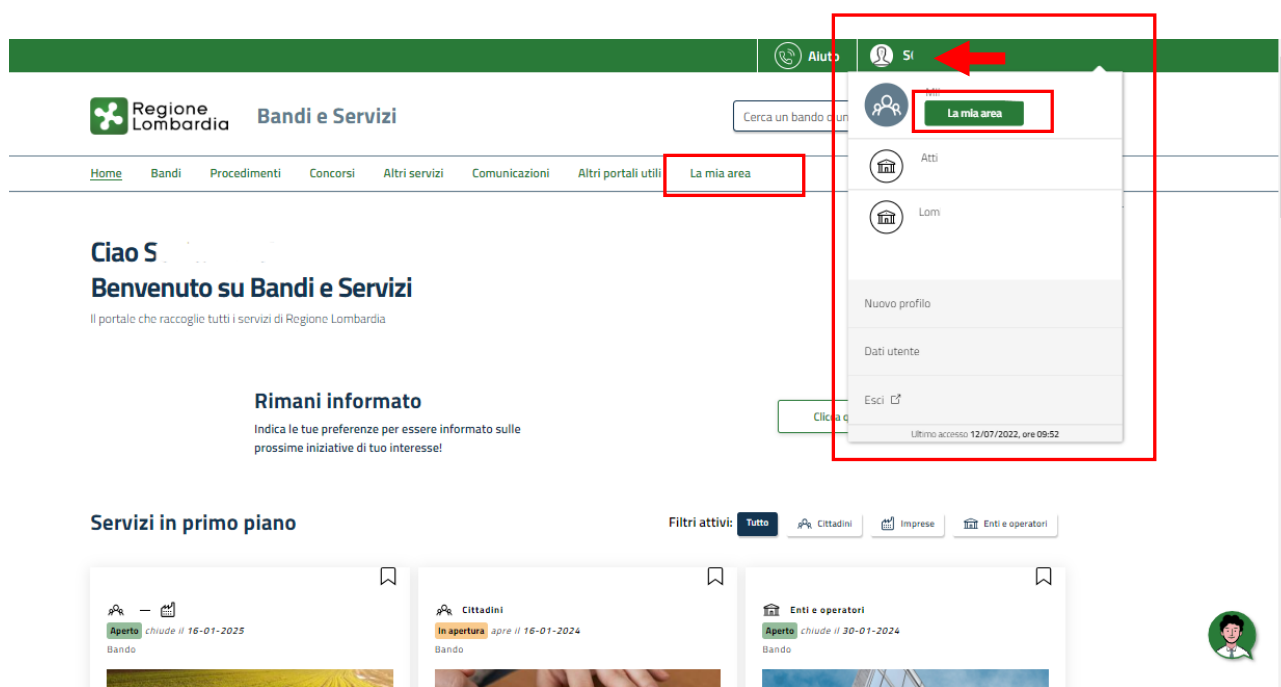 Aiuto
Regione
Lombardia
Bandi e Servizi
Cerca un bando o un
La mia area
Atti
Lom
Nuovo profilo
Dati utente
Esci
Ultimo accesso 12/07/2022, ore 09:52
Home Bandi Procedimenti Concorsi Altri servizi Comunicazioni Altri portali utili La mia area
Ciao S
Benvenuto su Bandi e Servizi
Il portale che raccoglie tutti i servizi di Regione Lombardia
Rimani informato
Indica le tue preferenze per essere informato sulle
prossime iniziative di tuo interesse!
Clicca q
Servizi in primo piano
Filtri attivi: Tutto Cittadini Imprese Enti e operatori
Aperto chiude il 16-01-2025
Bando
Cittadini
In apertura apre il 16-01-2024
Bando
Enti e operatori
Aperto chiude il 30-01-2024
Bando